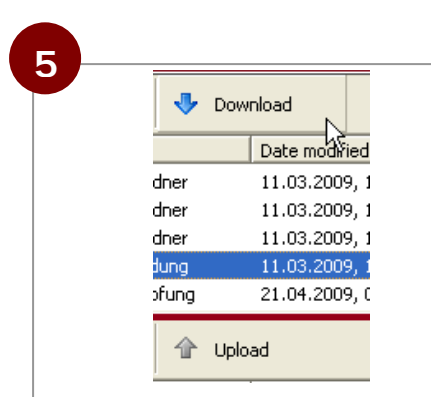 5
Download
Date modified
dner 11.03.2009, 1
dner 11.03.2009, 1
dner 11.03.2009, 1
dung 11.03.2009, 1
pfung 21.04.2009, 0
Upload